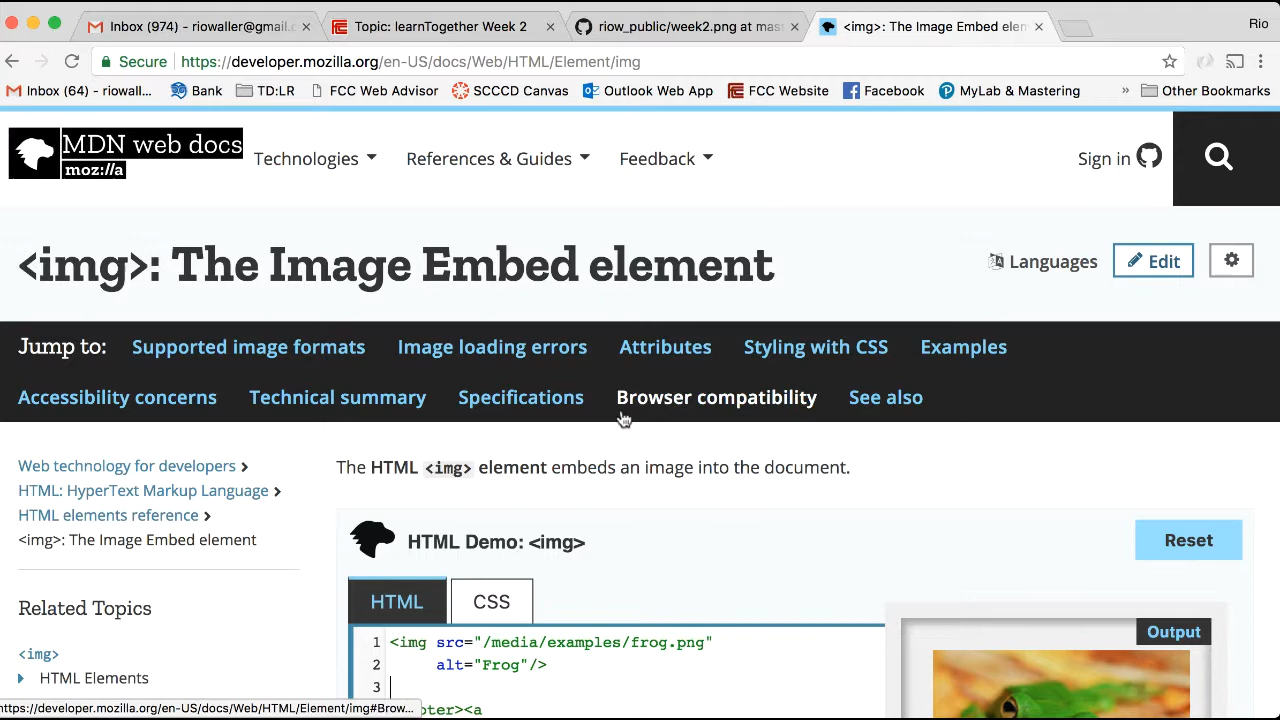 Inbox (974) - riowaller@gmail.c
Topic: learnTogether Week 2
riow_public/week2.png at mas
<img>: The Image Embed elem
Rio
Secure
https://developer.mozilla.org/en-US/docs/Web/HTML/Element/img
Inbox (64) - riowall...
Bank
TD:LR
FCC Web Advisor
SCCCD Canvas
Outlook Web App
FCC Website
Facebook
MyLab & Mastering
»
Other Bookmarks
MDN web docs
moz://a
Technologies
References & Guides
Feedback
Sign in
<img>: The Image Embed element
Languages
Edit
Jump to:
Supported image formats
Image loading errors
Attributes
Styling with CSS
Examples
Accessibility concerns
Technical summary
Specifications
Browser compatibility
See also
Web technology for developers
HTML: HyperText Markup Language
HTML elements reference
<img>: The Image Embed element
Related Topics
<img>
HTML Elements
The HTML <img> element embeds an image into the document.
HTML Demo: <img>
Reset
HTML
CSS
1 <img src="/media/examples/frog.png"
2 alt="Frog"/>
3
oter><a
Output
https://developer.mozilla.org/en-US/docs/Web/HTML/Element/img#Brow...